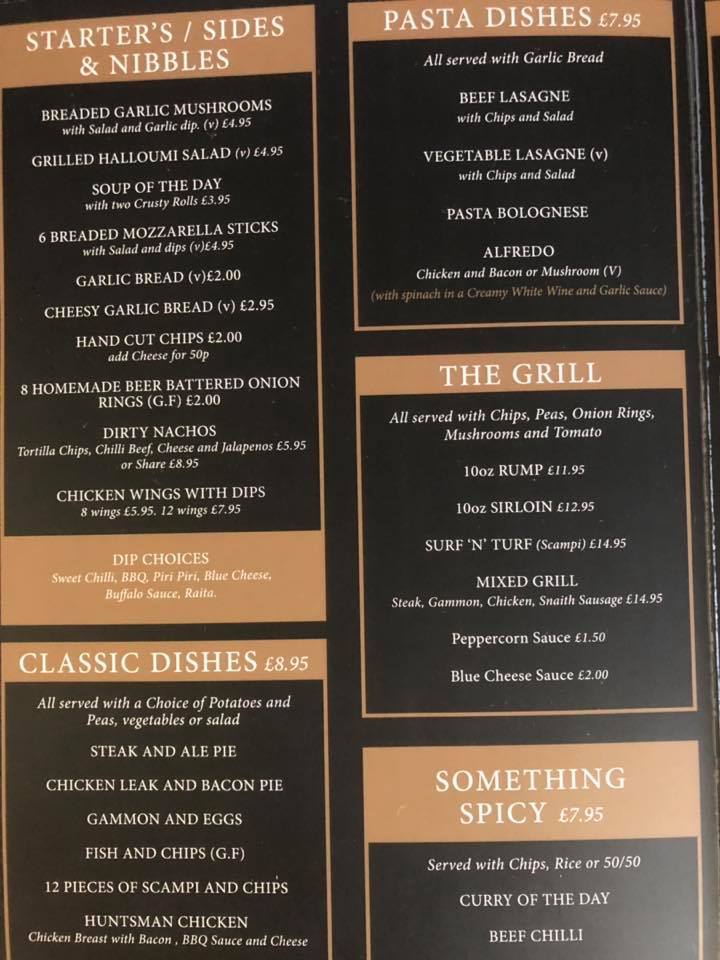 STARTER'S / SIDES
& NIBBLES
BREADED GARLIC MUSHROOMS
with Salad and Garlic dip. (v) £4.95
GRILLED HALLOUMI SALAD (v) £4.95
SOUP OF THE DAY
with two Crusty Rolls £3.95
6 BREADED MOZZARELLA STICKS
with Salad and dips (v)£4.95
GARLIC BREAD (v)£2.00
CHEESY GARLIC BREAD (v) £2.95
HAND CUT CHIPS £2.00
add Cheese for 50p
8 HOMEMADE BEER BATTERED ONION
RINGS (G.F) £2.00
DIRTY NACHOS
Tortilla Chips, Chilli Beef, Cheese and Jalapenos £5.95
or Share £8.95
CHICKEN WINGS WITH DIPS
8 wings £5.95. 12 wings £7.95
DIP CHOICES
Sweet Chilli, BBQ, Piri Piri, Blue Cheese,
Buffalo Sauce, Raita.
CLASSIC DISHES £8.95
All served with a Choice of Potatoes and
Peas, vegetables or salad
STEAK AND ALE PIE
CHICKEN LEAK AND BACON PIE
GAMMON AND EGGS
FISH AND CHIPS (G.F)
12 PIECES OF SCAMPI AND CHIPS
HUNTSMAN CHICKEN
Chicken Breast with Bacon , BBQ Sauce and Cheese
PASTA DISHES £7.95
All served with Garlic Bread
BEEF LASAGNE
with Chips and Salad
VEGETABLE LASAGNE (v)
with Chips and Salad
PASTA BOLOGNESE
ALFREDO
Chicken and Bacon or Mushroom (V)
(with spinach in a Creamy White Wine and Garlic Sauce)
THE GRILL
All served with Chips, Peas, Onion Rings,
Mushrooms and Tomato
10oz RUMP £11.95
10oz SIRLOIN £12.95
SURF 'N' TURF (Scampi) £14.95
MIXED GRILL
Steak, Gammon, Chicken, Snaith Sausage £14.95
Peppercorn Sauce £1.50
Blue Cheese Sauce £2.00
SOMETHING
SPICY £7.95
Served with Chips, Rice or 50/50
CURRY OF THE DAY
BEEF CHILLI